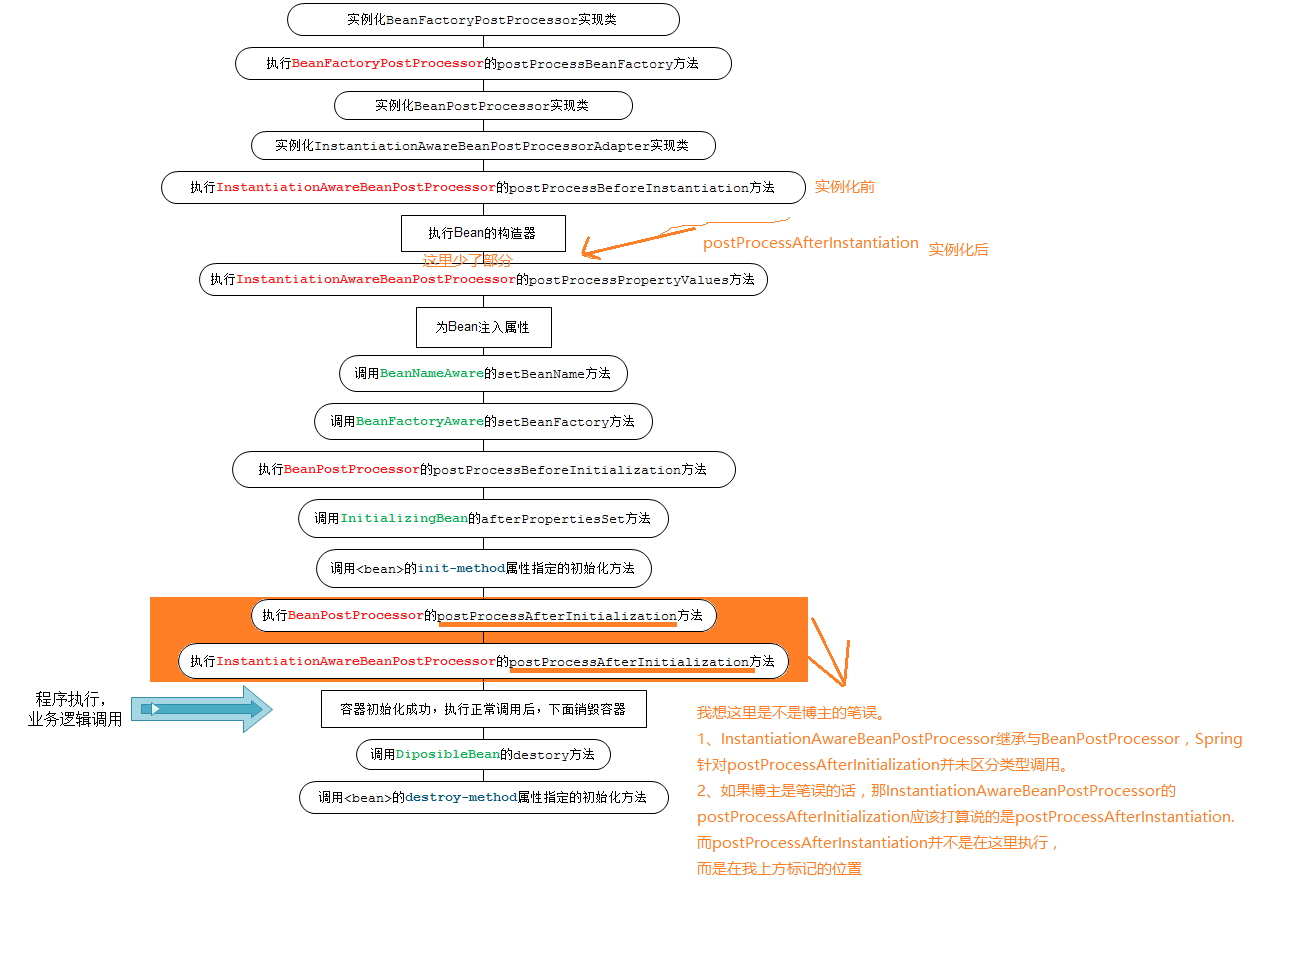 实例化BeanFactoryPostProcessor实现类
执行BeanFactoryPostProcessor的postProcessBeanFactory方法
实例化BeanPostProcessor实现类
实例化InstantiationAwareBeanPostProcessorAdapter实现类
执行InstantiationAwareBeanPostProcessor的postProcessBeforeInstantiation方法
实例化前
执行Bean的构造器
postProcessAfterInstantiation
实例化后
这里少了部分
执行InstantiationAwareBeanPostProcessor的postProcessPropertyValues方法
为Bean注入属性
调用BeanNameAware的setBeanName方法
调用BeanFactoryAware的setBeanFactory方法
执行BeanPostProcessor的postProcessBeforeInitialization方法
调用InitializingBean的afterPropertiesSet方法
调用<bean>的init-method属性指定的初始化方法
执行BeanPostProcessor的postProcessAfterInitialization方法
执行InstantiationAwareBeanPostProcessor的postProcessAfterInitialization方法
程序执行，
业务逻辑调用
容器初始化成功，执行正常调用后，下面销毁容器
调用DiposibleBean的destory方法
调用<bean>的destroy-method属性指定的初始化方法
我想这里是不是博主的笔误。
1、InstantiationAwareBeanPostProcessor继承与BeanPostProcessor，Spring
针对postProcessAfterInitialization并未区分类型调用。
2、如果博主是笔误的话，那InstantiationAwareBeanPostProcessor的
postProcessAfterInitialization应该打算说的是postProcessAfterInstantiation.
而postProcessAfterInstantiation并不是在这里执行，
而是在我上方标记的位置